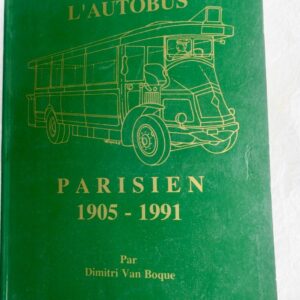 L'AUTOBUS
PARISIEN
1905 - 1991
Par
Dimitri Van Boque